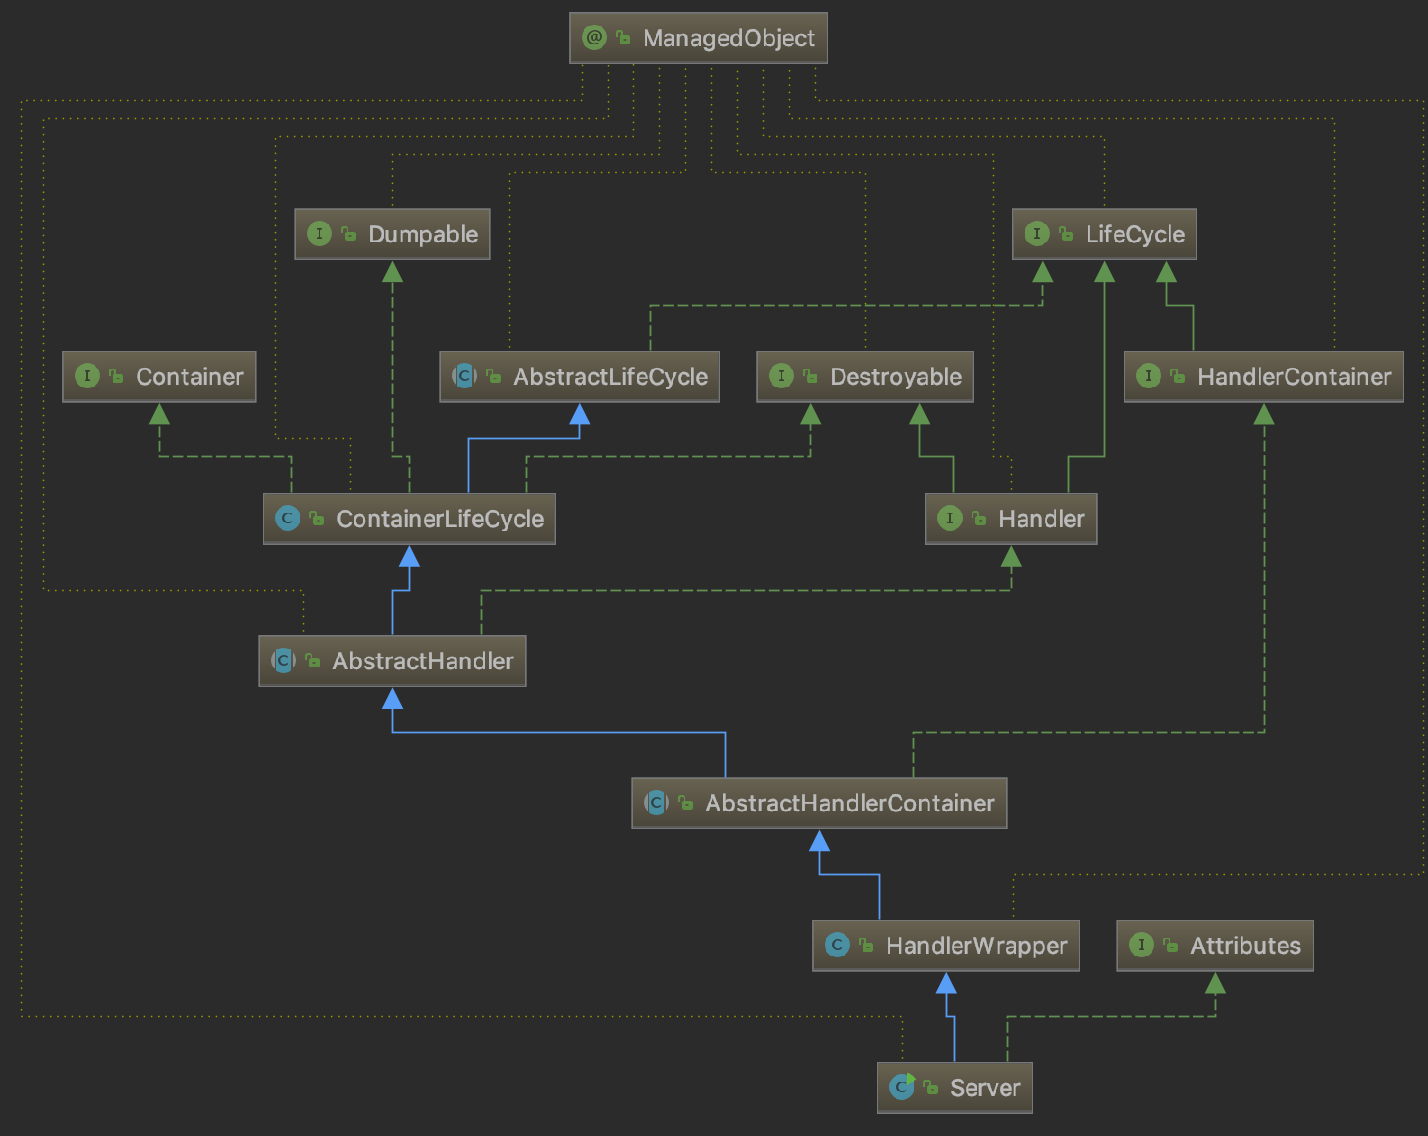 @ ManagedObject
I Dumpable
I LifeCycle
I Container
C AbstractLifeCycle
I Destroyable
I HandlerContainer
C ContainerLifeCycle
I Handler
C AbstractHandler
C AbstractHandlerContainer
C HandlerWrapper
I Attributes
C Server